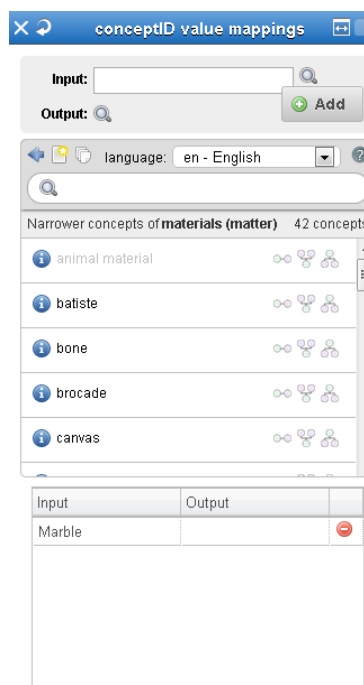 conceptID value mappings
Input:
Output:
Add
language: en - English
Narrower concepts of materials (matter) 42 concepts
animal material
batiste
bone
brocade
canvas
Input Output
Marble